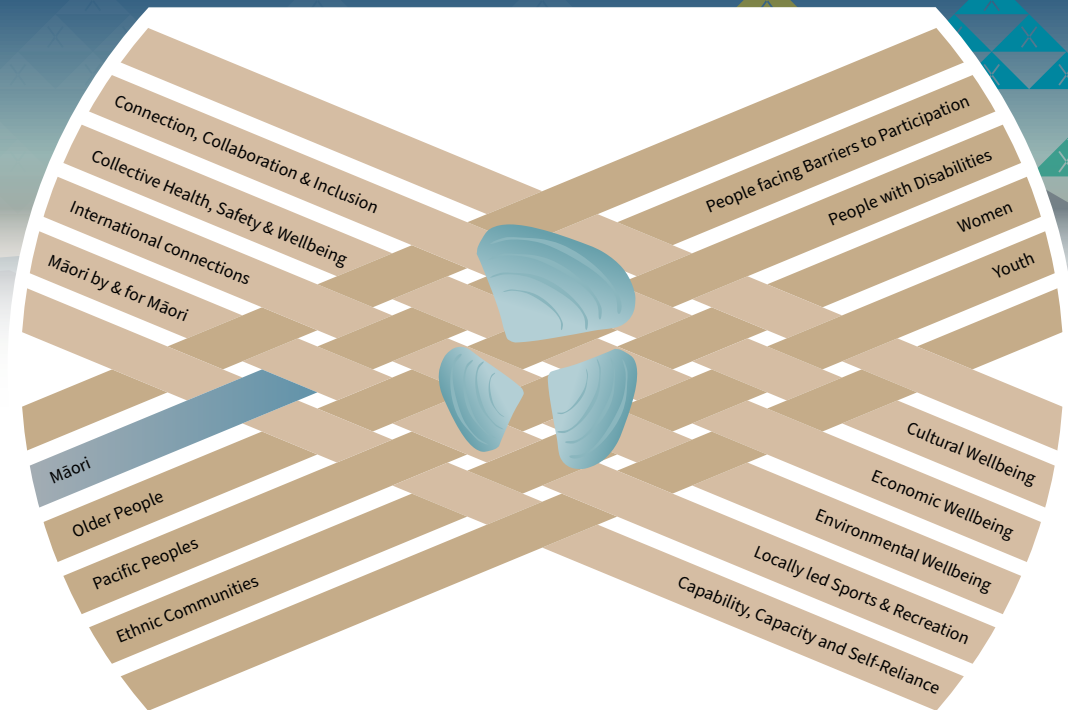 Connection, Collaboration & Inclusion
Collective Health, Safety & Wellbeing
International connections
Māori by & for Māori
People facing Barriers to Participation
People with Disabilities
Women
Youth
Māori
Older People
Pacific Peoples
Ethnic Communities
Cultural Wellbeing
Economic Wellbeing
Environmental Wellbeing
Locally led Sports & Recreation
Capability, Capacity and Self-Reliance